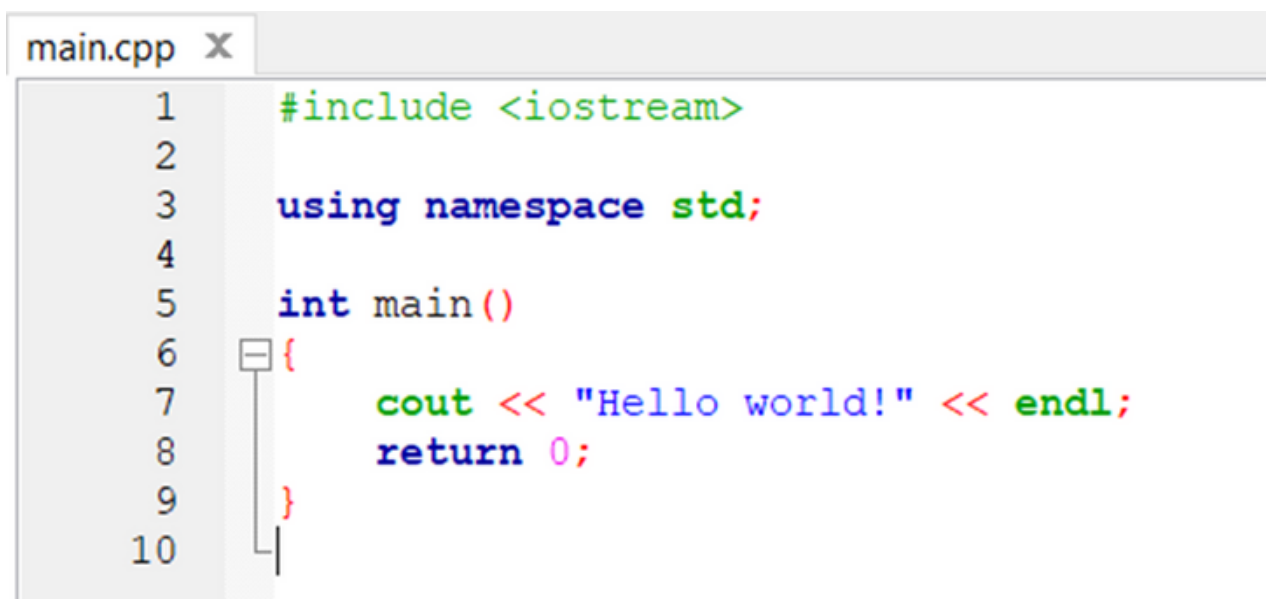 main.cpp X
1 #include <iostream>
2
3 using namespace std;
4
5 int main()
6 {
7 cout << "Hello world!" << endl;
8 return 0;
9 }
10